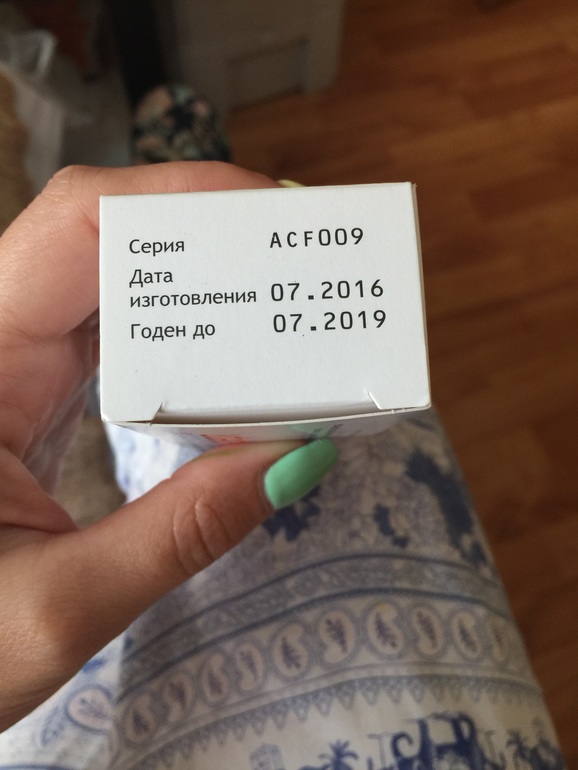 Серия ACF009
Дата
изготовления 07.2016
Годен до 07.2019